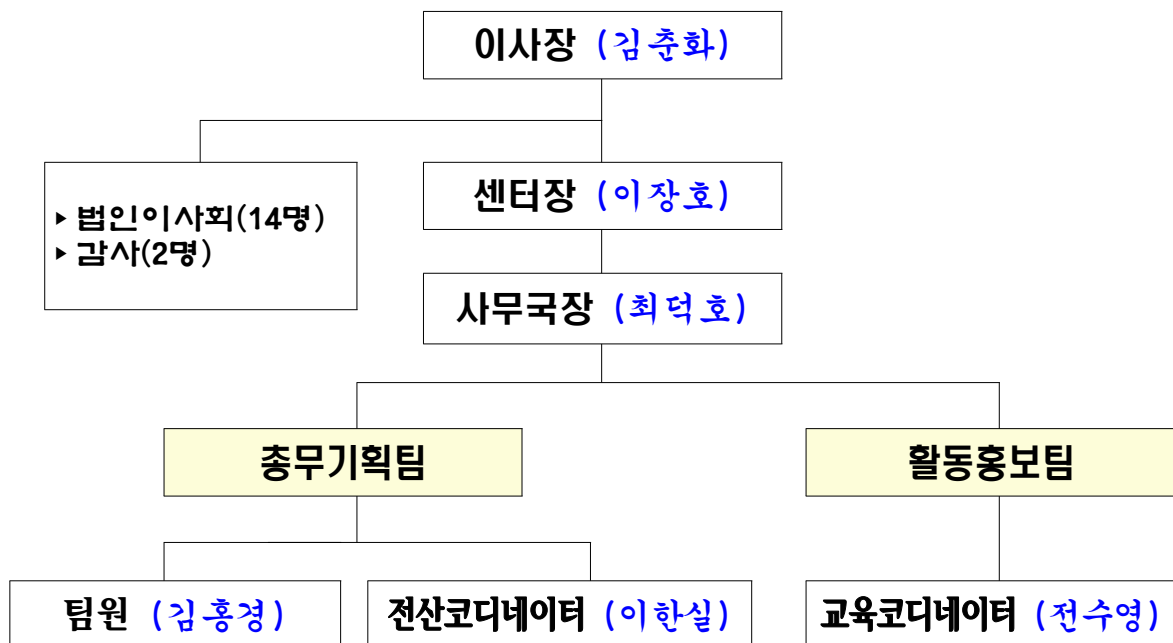 이사장 (김춘화)
▸ 법인이사회(14명)
▸ 감사(2명)
센터장 (이장호)
사무국장 (최덕호)
총무기획팀
활동홍보팀
팀원 (김홍경)
전산코디네이터 (이한실)
교육코디네이터 (전수영)